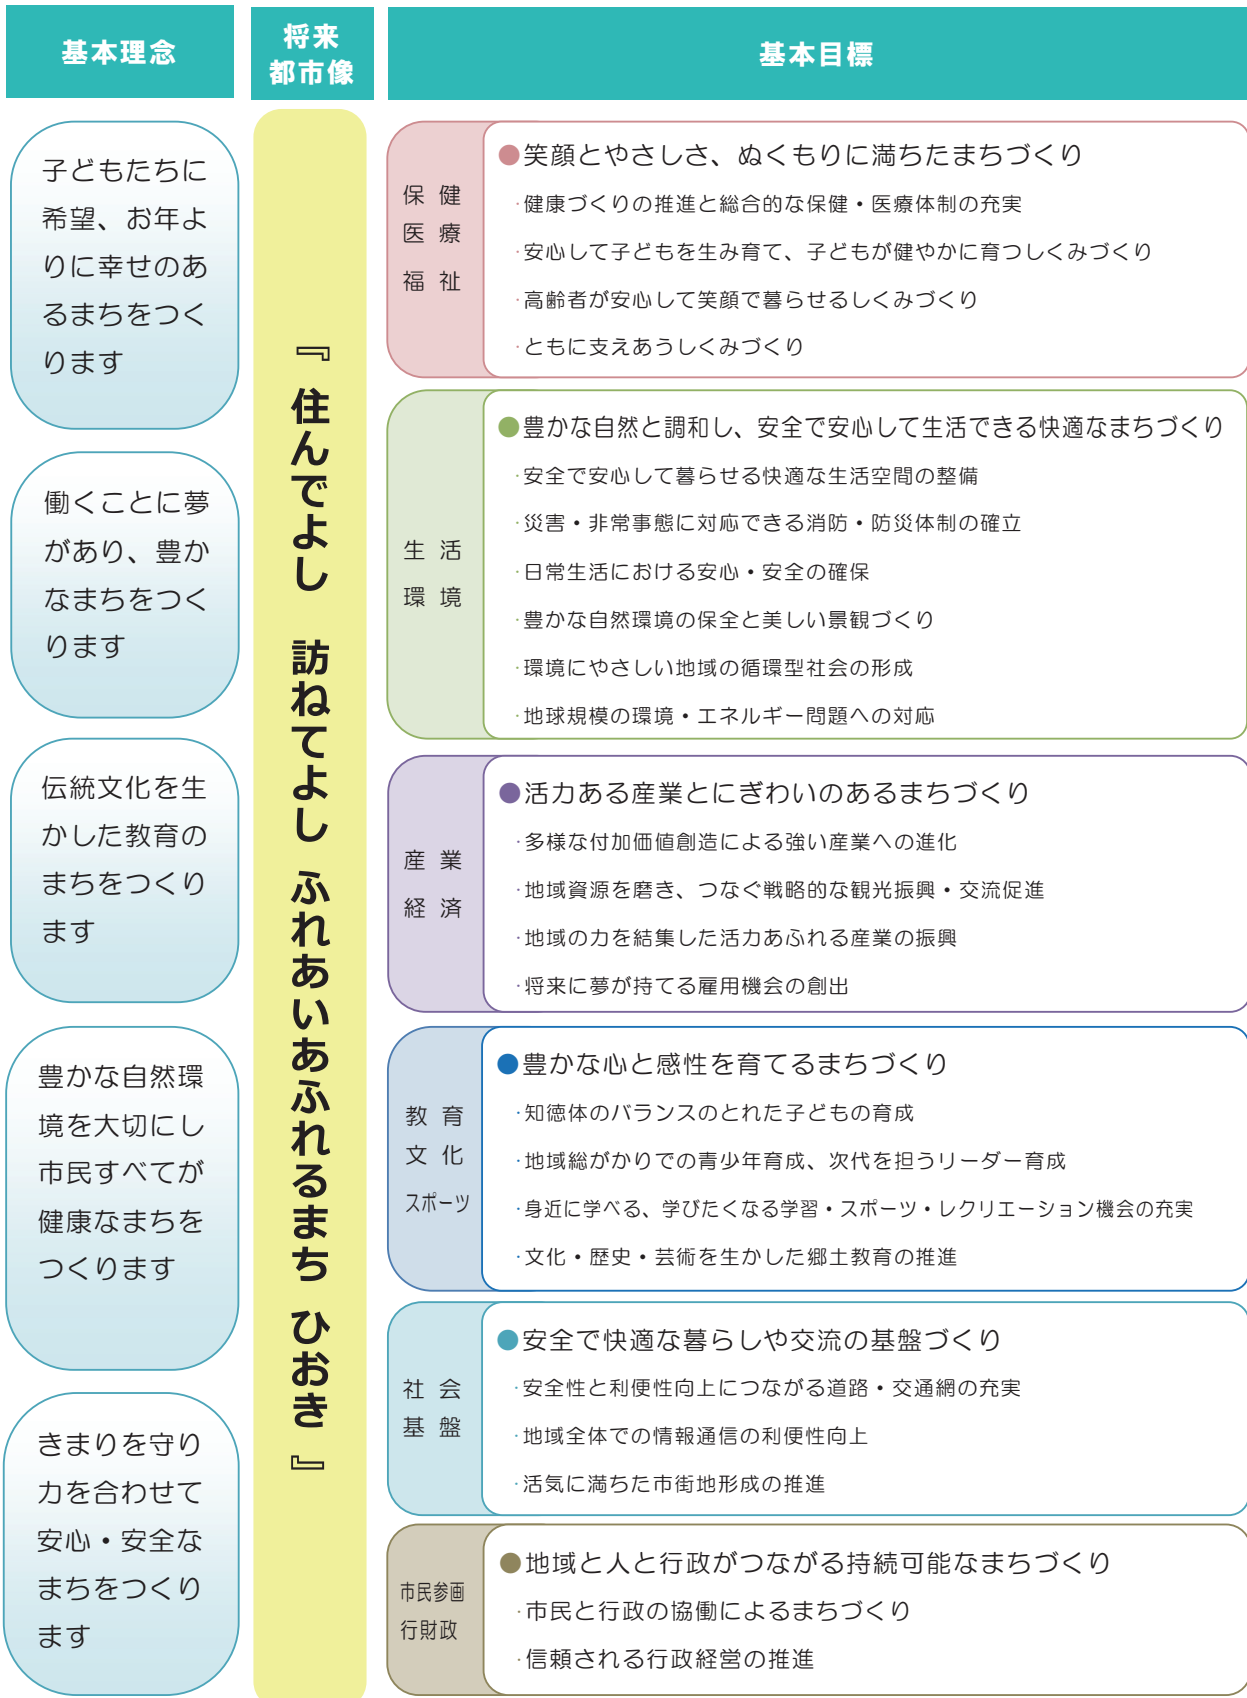 基本理念
子どもたちに
希望、お年よ
りに幸せのあ
るまちをつく
ります
働くことに夢
があり、豊か
なまちをつく
ります
伝統文化を生
かした教育の
まちをつくり
ます
豊かな自然環
境を大切にし
市民すべてが
健康なまちを
つくります
きまりを守り
力を合わせて
安心・安全な
まちをつくり
ます
将来
都市像
『住んでよし　訪ねてよし ふれあいあふれるまち ひおき』
基本目標
保健
医療
福祉
●笑顔とやさしさ、ぬくもりに満ちたまちづくり
·健康づくりの推進と総合的な保健・医療体制の充実
·安心して子どもを生み育て、子どもが健やかに育つしくみづくり
·高齢者が安心して笑顔で暮らせるしくみづくり
·ともに支えあうしくみづくり
生活
環境
●豊かな自然と調和し、安全で安心して生活できる快適なまちづくり
·安全で安心して暮らせる快適な生活空間の整備
·災害・非常事態に対応できる消防・防災体制の確立
·日常生活における安心・安全の確保
·豊かな自然環境の保全と美しい景観づくり
·環境にやさしい地域の循環型社会の形成
·地球規模の環境・エネルギー問題への対応
産業
経済
●活力ある産業とにぎわいのあるまちづくり
·多様な付加価値創造による強い産業への進化
·地域資源を磨き、つなぐ戦略的な観光振興・交流促進
·地域の力を結集した活力あふれる産業の振興
·将来に夢が持てる雇用機会の創出
教育
文化
スポーツ
●豊かな心と感性を育てるまちづくり
·知徳体のバランスのとれた子どもの育成
·地域総がかりでの青少年育成、次代を担うリーダー育成
·身近に学べる、学びたくなる学習・スポーツ・レクリエーション機会の充実
·文化・歴史・芸術を生かした郷土教育の推進
社会
基盤
●安全で快適な暮らしや交流の基盤づくり
·安全性と利便性向上につながる道路・交通網の充実
·地域全体での情報通信の利便性向上
·活気に満ちた市街地形成の推進
市民参画
行財政
●地域と人と行政がつながる持続可能なまちづくり
·市民と行政の協働によるまちづくり
·信頼される行政経営の推進